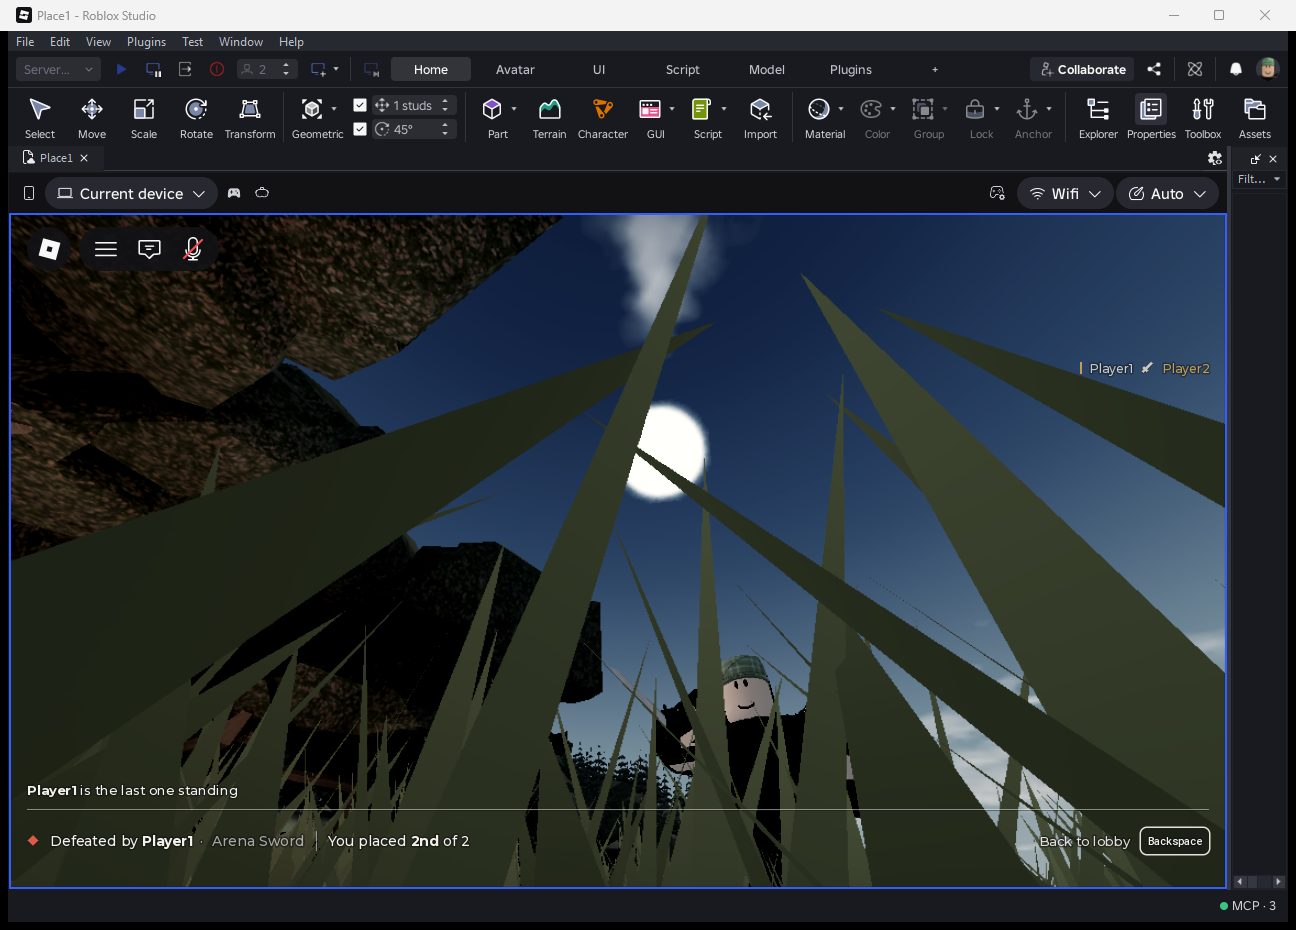 Place1 - Roblox Studio
File Edit View Plugins Test Window Help
Server... 2 Home Avatar UI Script Model Plugins + Collaborate
1 studs
45°
Select Move Scale Rotate Transform Geometric Part Terrain Character GUI Script Import Material Color Group Lock Anchor Explorer Properties Toolbox Assets
Place1
Filt...
Current device Wifi Auto
Player1 Player2
Player1 is the last one standing
Defeated by Player1 · Arena Sword You placed 2nd of 2 Back to lobby Backspace
MCP · 3